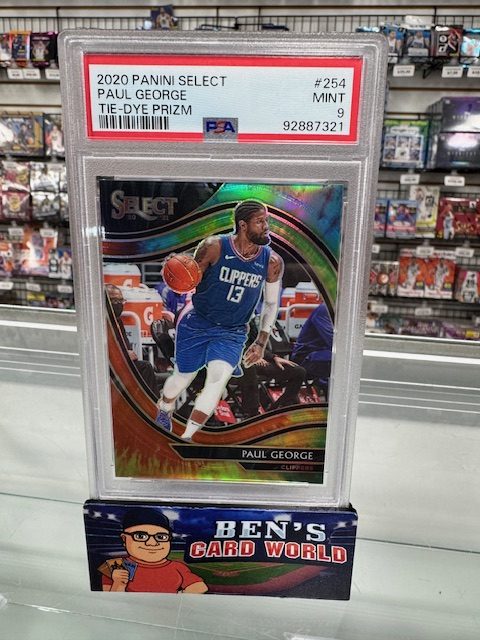 2020 PANINI SELECT #254
PAUL GEORGE MINT
TIE-DYE PRIZM 9
PSA 92887321
SELECT
CLIPPERS
13
PAUL GEORGE
CLIPPERS
BEN'S
CARD WORLD